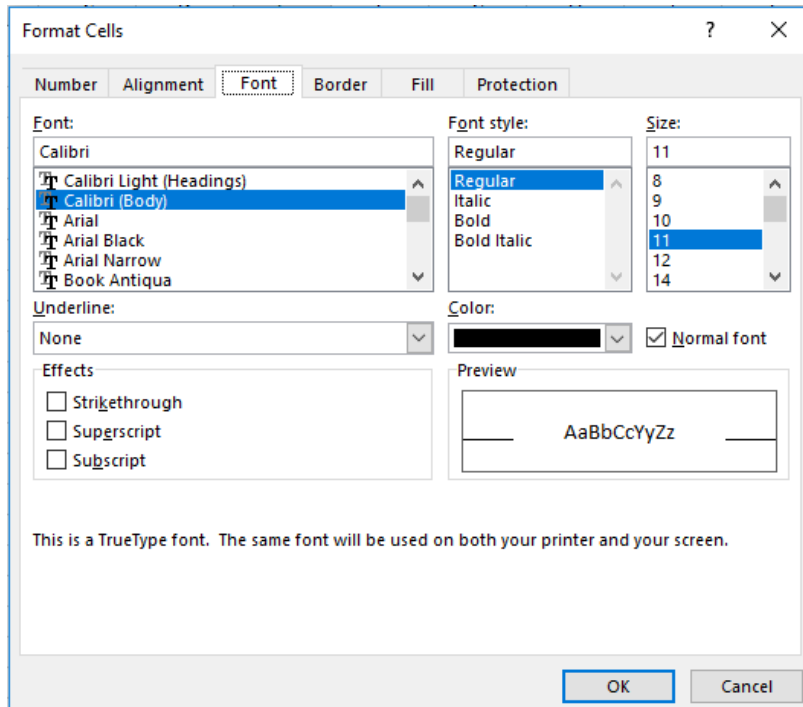 Format Cells
?
Number Alignment Font Border Fill Protection
Font: Font style: Size:
Calibri Regular 11
Calibri Light (Headings) Regular 8
Calibri (Body) Italic 9
Arial Bold 10
Arial Black Bold Italic 11
Arial Narrow 12
Book Antiqua 14
Underline: Color:
None Normal font
Effects Preview
Strikethrough
Superscript AaBbCcYyZz
Subscript
This is a TrueType font.  The same font will be used on both your printer and your screen.
OK Cancel